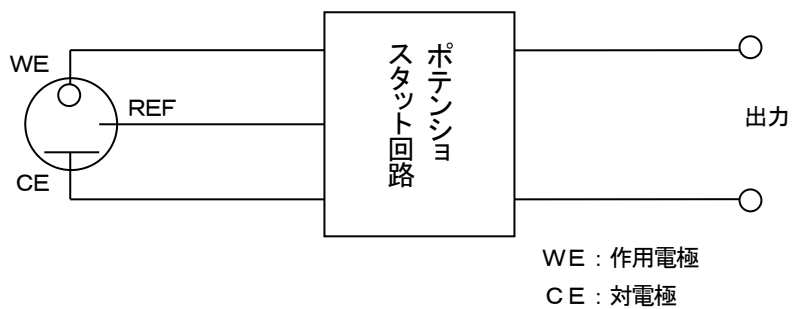 WE
REF
CE
ポテンショ
スタット回路
出力
WE：作用電極
CE：対電極